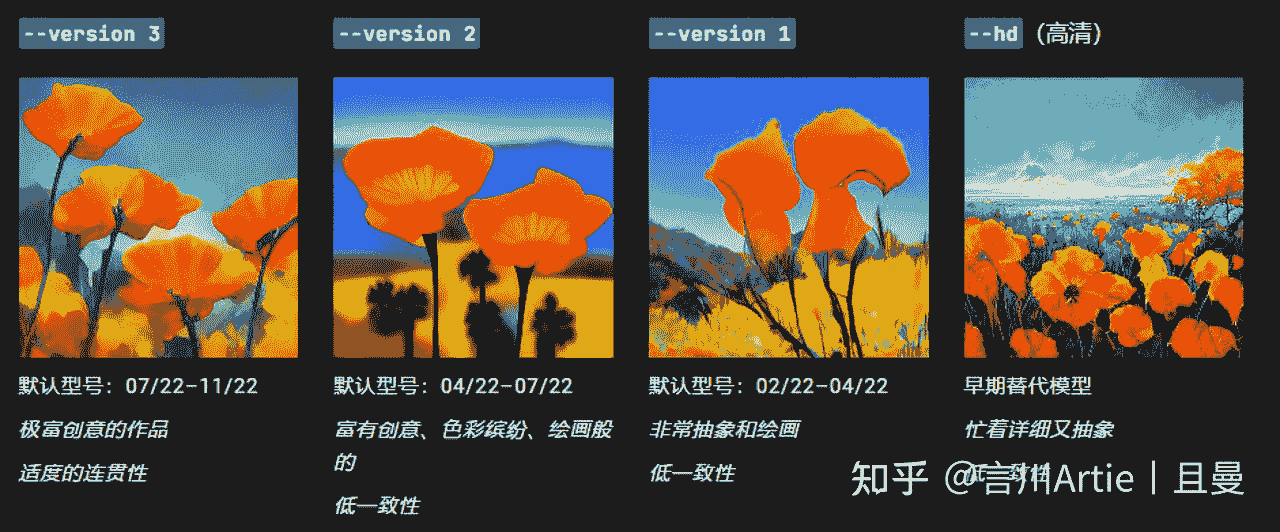 --version 3
--version 2
--version 1
--hd (高清)
默认型号：07/22-11/22
极富创意的作品
适度的连贯性
默认型号：04/22-07/22
富有创意、色彩缤纷、绘画般
的
低一致性
默认型号：02/22-04/22
非常抽象和绘画
低一致性
早期替代模型
忙着详细又抽象
低一致性
知乎 @言川Artie｜且曼